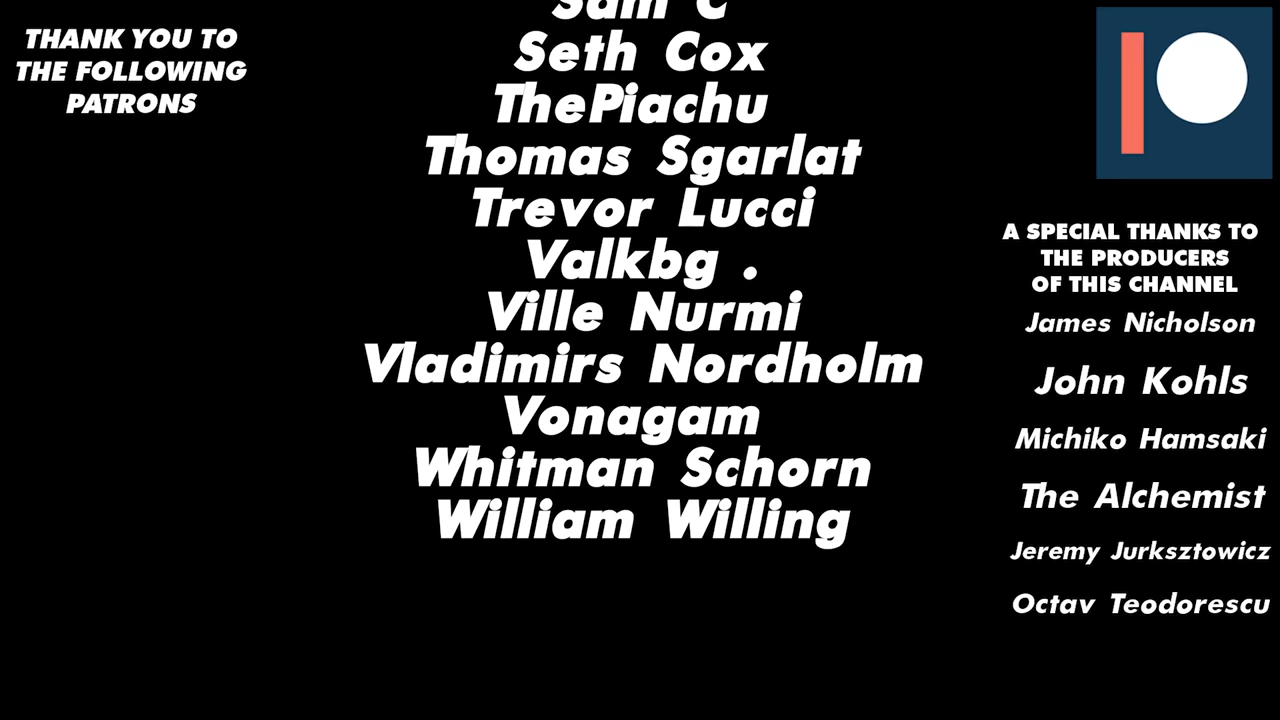 THANK YOU TO
THE FOLLOWING
PATRONS
Sam C
Seth Cox
ThePiachu
Thomas Sgarlat
Trevor Lucci
Valkbg .
Ville Nurmi
Vladimirs Nordholm
Vonagam
Whitman Schorn
William Willing
A SPECIAL THANKS TO
THE PRODUCERS
OF THIS CHANNEL
James Nicholson
John Kohls
Michiko Hamsaki
The Alchemist
Jeremy Jurksztowicz
Octav Teodorescu